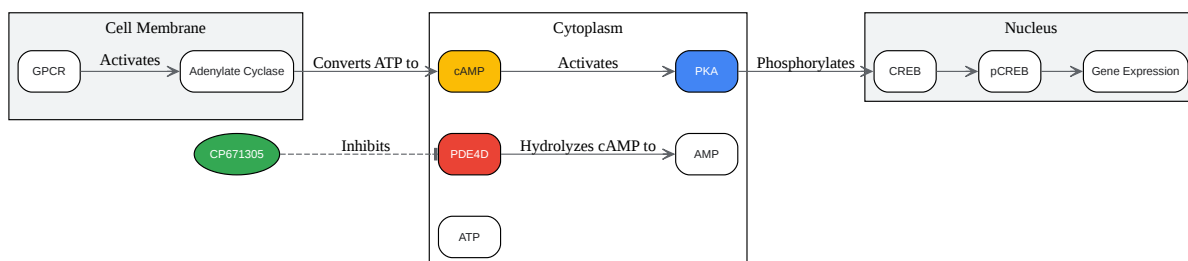 Cell Membrane
Cytoplasm
Nucleus
GPCR
Activates
Adenylate Cyclase
Converts ATP to
cAMP
Activates
PKA
Phosphorylates
CREB
pCREB
Gene Expression
CP671305
Inhibits
PDE4D
Hydrolyzes cAMP to
AMP
ATP